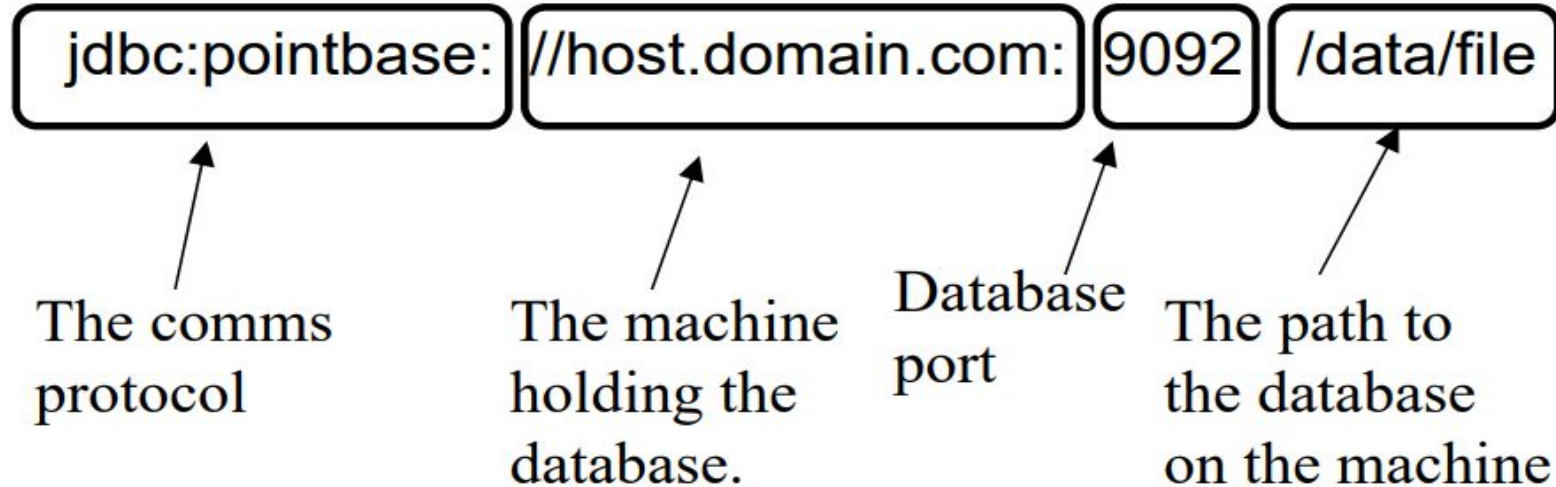 jdbc:pointbase: //host.domain.com: 9092 /data/file
The comms
protocol
The machine
holding the
database.
Database
port
The path to
the database
on the machine